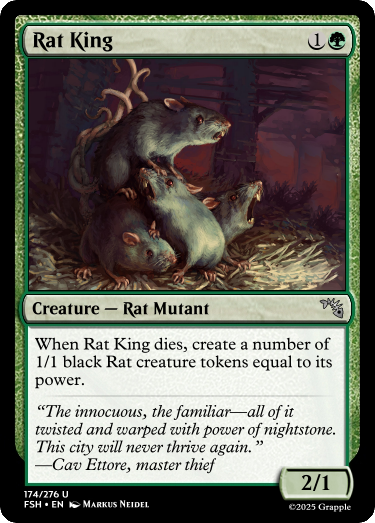 Rat King 1
Creature — Rat Mutant
When Rat King dies, create a number of
1/1 black Rat creature tokens equal to its
power.
“The innocuous, the familiar—all of it
twisted and warped with power of nightstone.
This city will never thrive again.”
—Cav Ettore, master thief
2/1
174/276 U
FSH • EN Markus Neidel
©2025 Grapple